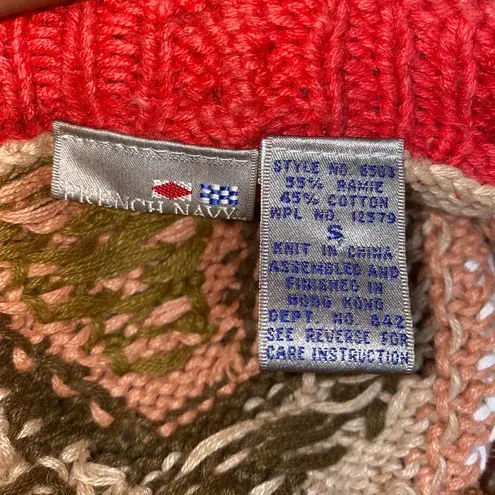 FRENCH NAVY
STYLE NO. 6503
55% RAMIE
45% COTTON
WPL NO. 12579
S
KNIT IN CHINA
ASSEMBLED AND
FINISHED IN
HONG KONG
DEPT. NO. 642
SEE REVERSE FOR
CARE INSTRUCTION